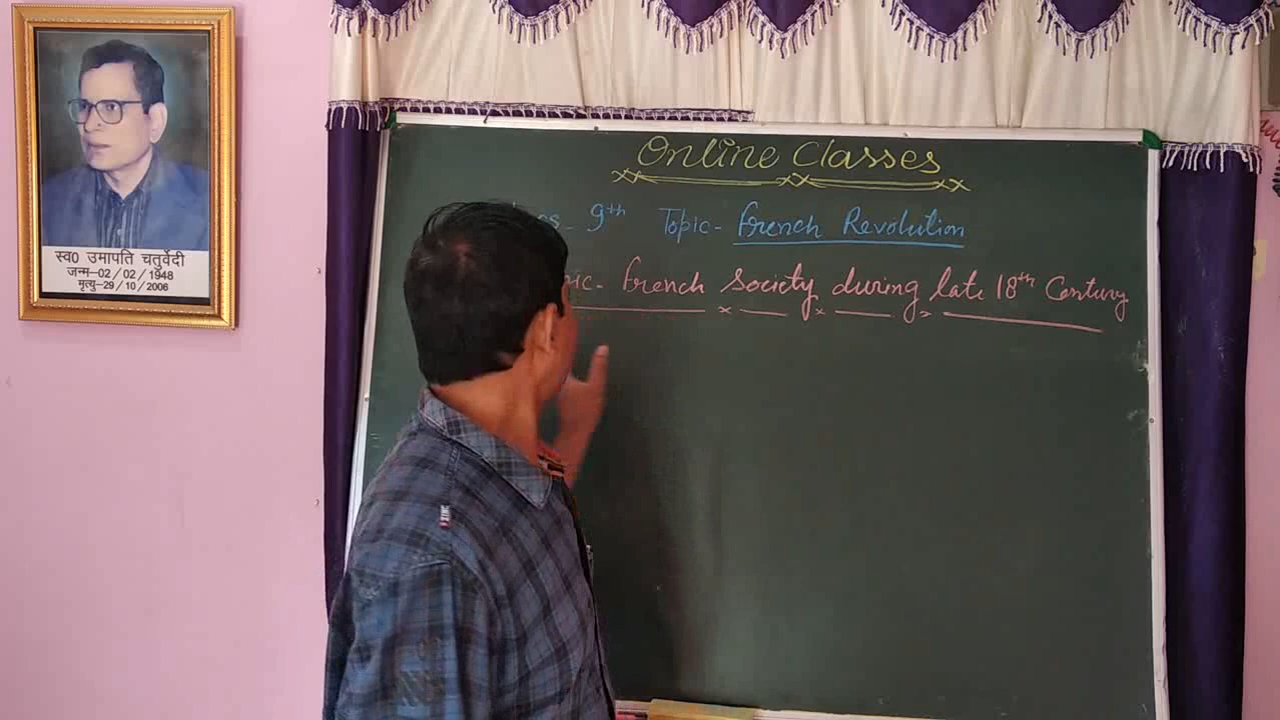 Online Classes
9th Topic- French Revolution
French Society during late 18th Century
स्व0 उमापति चतुर्वेदी
जन्म–02/02/1948
मृत्यु–29/10/2006